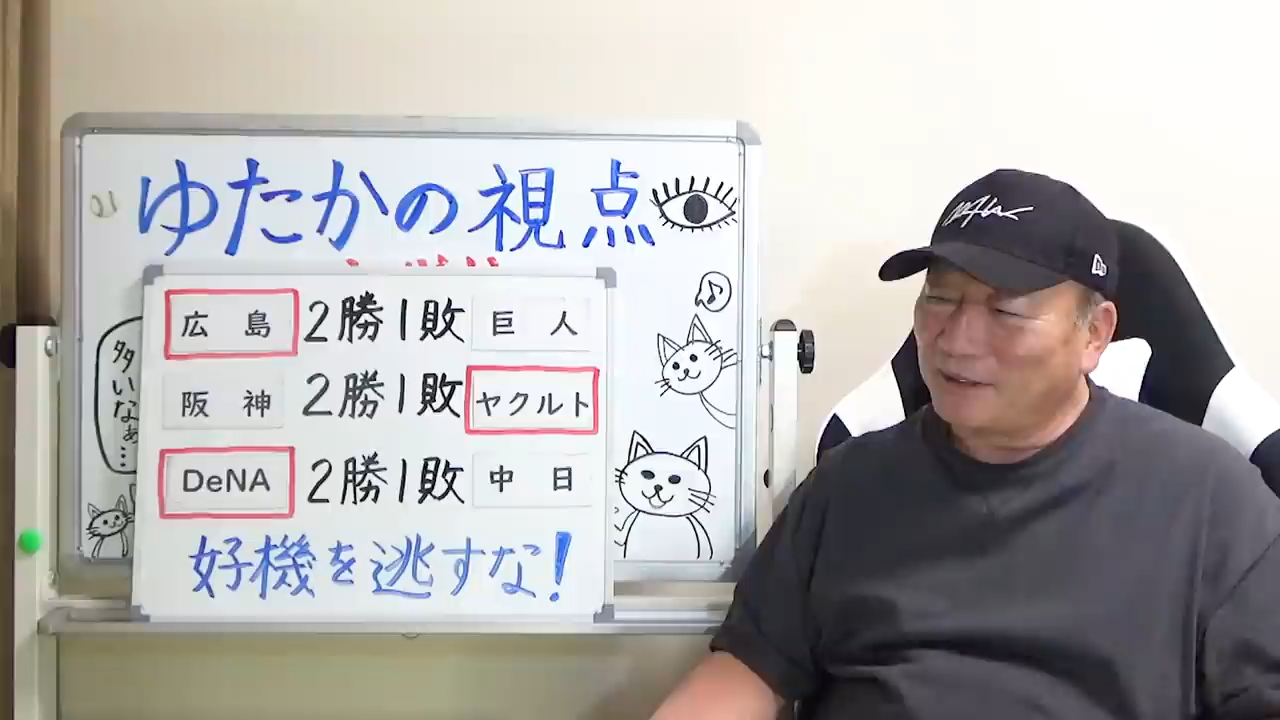 ゆたかの視点
広島 2勝1敗 巨人
阪神 2勝1敗 ヤクルト
DeNA 2勝1敗 中日
好機を逃すな!
多いなぁ…